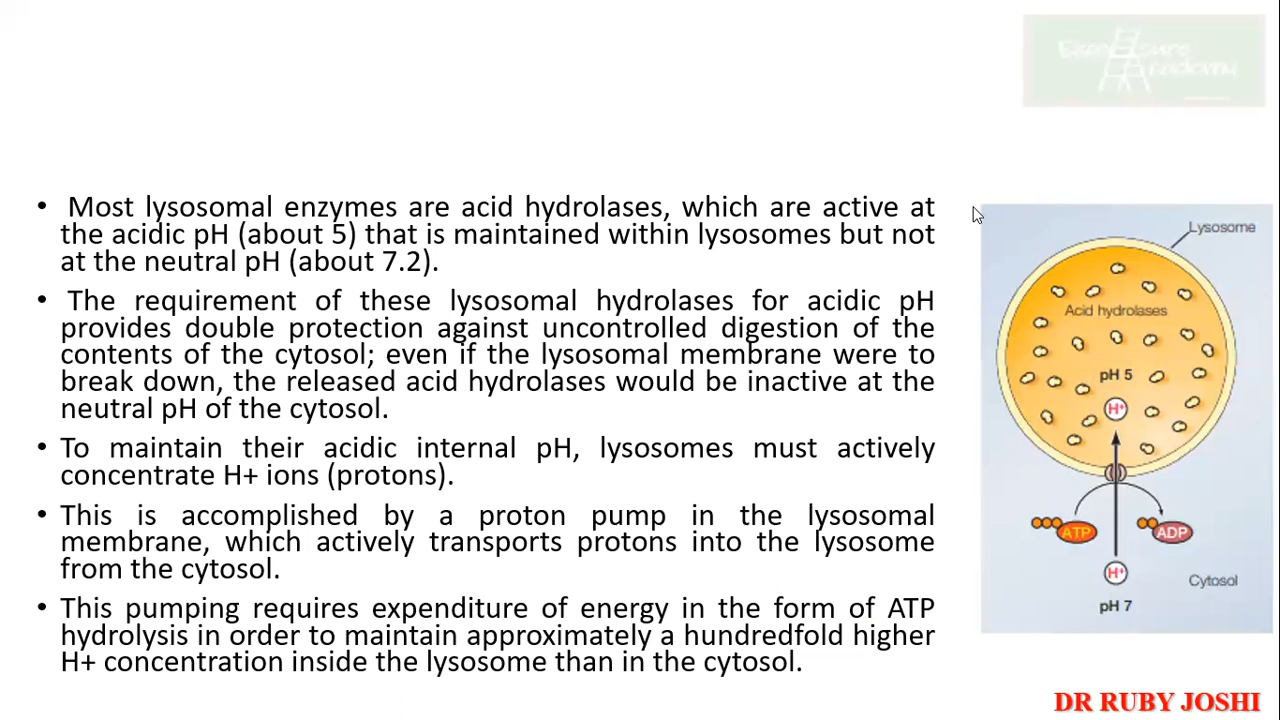 • Most lysosomal enzymes are acid hydrolases, which are active at
the acidic pH (about 5) that is maintained within lysosomes but not
at the neutral pH (about 7.2).
• The requirement of these lysosomal hydrolases for acidic pH
provides double protection against uncontrolled digestion of the
contents of the cytosol; even if the lysosomal membrane were to
break down, the released acid hydrolases would be inactive at the
neutral pH of the cytosol.
• To maintain their acidic internal pH, lysosomes must actively
concentrate H+ ions (protons).
• This is accomplished by a proton pump in the lysosomal
membrane, which actively transports protons into the lysosome
from the cytosol.
• This pumping requires expenditure of energy in the form of ATP
hydrolysis in order to maintain approximately a hundredfold higher
H+ concentration inside the lysosome than in the cytosol.
Lysosome
Acid hydrolases
pH 5
H+
ATP
ADP
H+
Cytosol
pH 7
DR RUBY JOSHI